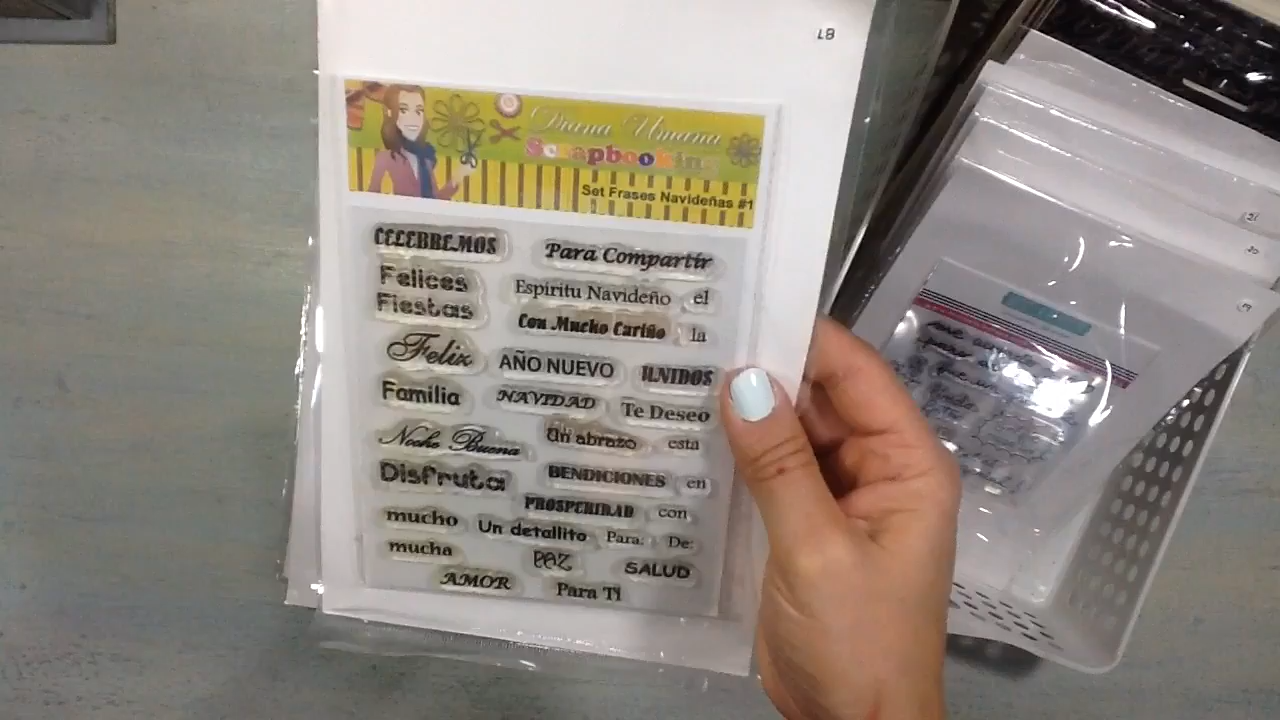 LB
Diana Umana
Scrapbooking
Set Frases Navideñas #1
CELEBREMOS
Para Compartir
Felices
Fiestas
Espíritu Navideño
el
Con Mucho Cariño
la
Feliz
AÑO NUEVO
UNIDOS
Familia
NAVIDAD
Te Deseo
Noche Buena
Un abrazo
esta
Disfruta
BENDICIONES
en
PROSPERIDAD
con
mucho
Un detallito
Para:
De:
mucha
PAZ
SALUD
AMOR
Para Ti